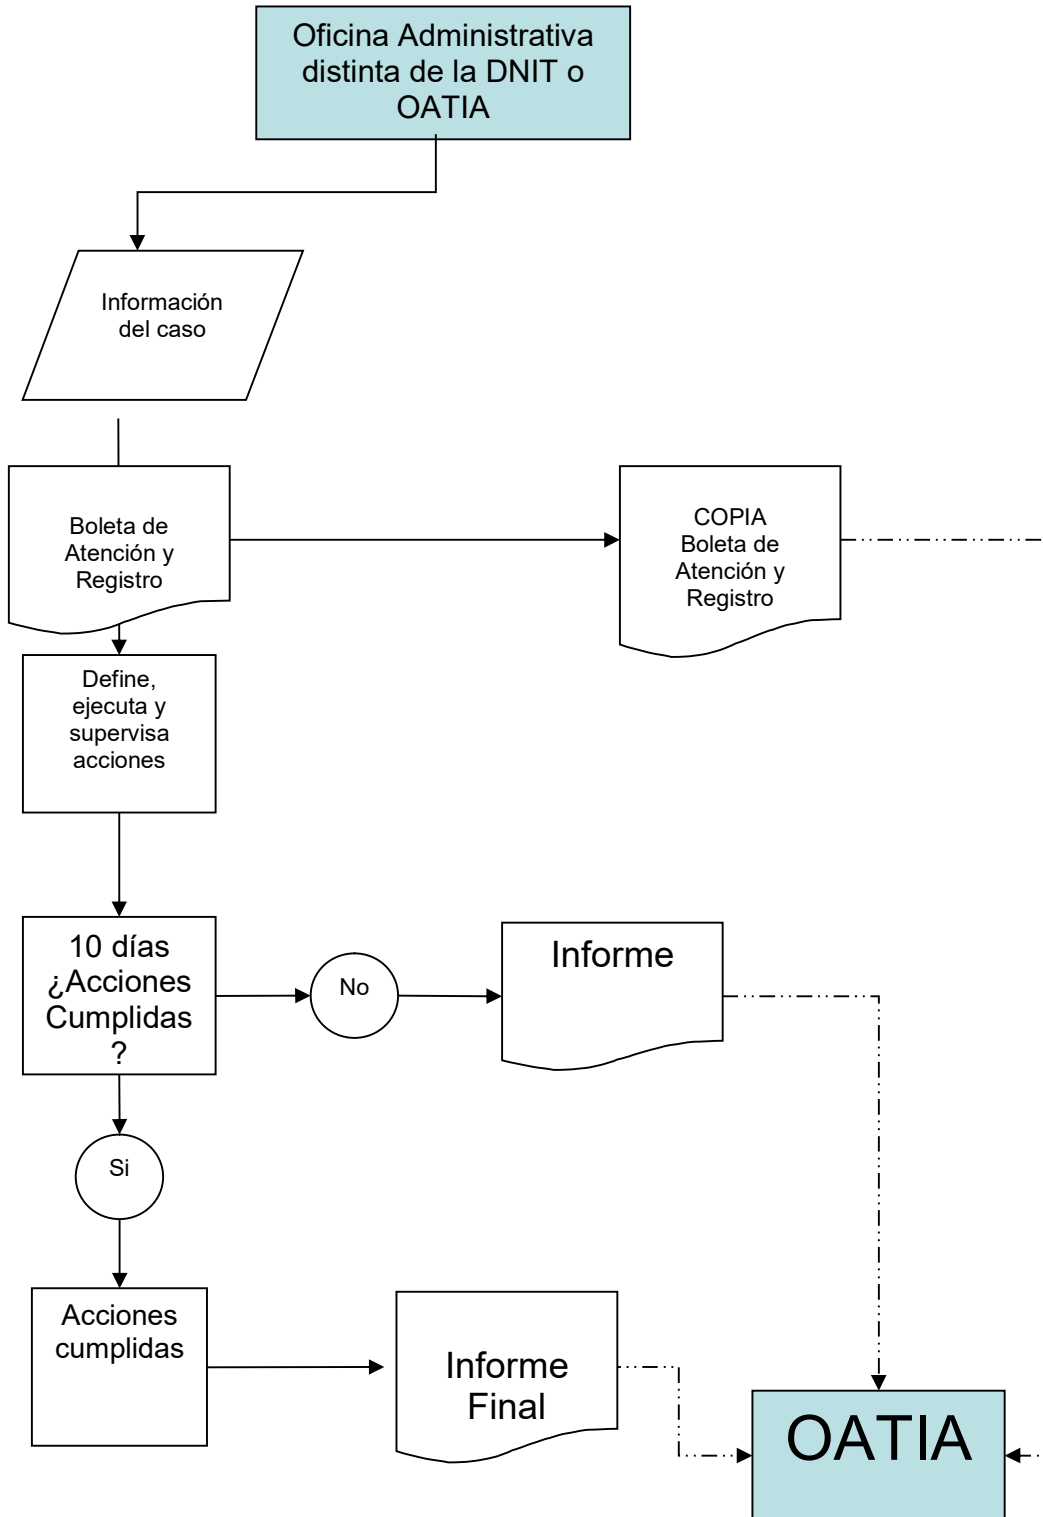 Oficina Administrativa
distinta de la DNIT o
OATIA
Información
del caso
Boleta de
Atención y
Registro
COPIA
Boleta de
Atención y
Registro
Define,
ejecuta y
supervisa
acciones
10 días
¿Acciones
Cumplidas
?
No
Informe
Si
Acciones
cumplidas
Informe
Final
OATIA